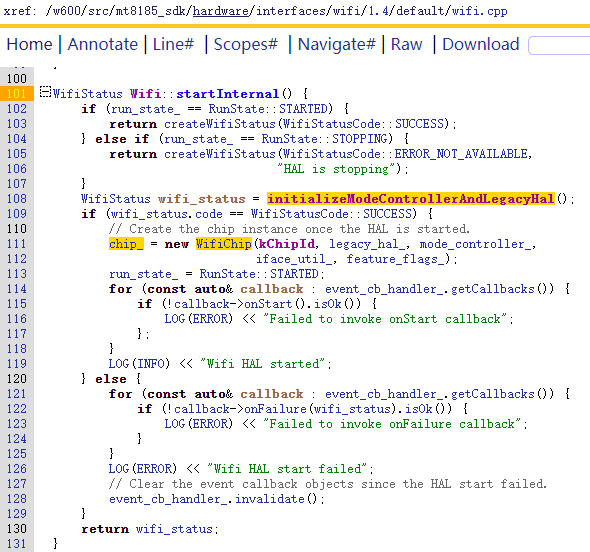 xref: /w600/src/mt8185_sdk/hardware/interfaces/wifi/1.4/default/wifi.cpp
Home | Annotate | Line# | Scopes# | Navigate# | Raw | Download
100
101 WifiStatus Wifi::startInternal() {
102     if (run_state_ == RunState::STARTED) {
103         return createWifiStatus(WifiStatusCode::SUCCESS);
104     } else if (run_state_ == RunState::STOPPING) {
105         return createWifiStatus(WifiStatusCode::ERROR_NOT_AVAILABLE,
106                                 "HAL is stopping");
107     }
108     WifiStatus wifi_status = initializeModeControllerAndLegacyHal();
109     if (wifi_status.code == WifiStatusCode::SUCCESS) {
110         // Create the chip instance once the HAL is started.
111         chip_ = new WifiChip(kChipId, legacy_hal_, mode_controller_,
112                              iface_util_, feature_flags_);
113         run_state_ = RunState::STARTED;
114         for (const auto& callback : event_cb_handler_.getCallbacks()) {
115             if (!callback->onStart().isOk()) {
116                 LOG(ERROR) << "Failed to invoke onStart callback";
117             };
118         }
119         LOG(INFO) << "Wifi HAL started";
120     } else {
121         for (const auto& callback : event_cb_handler_.getCallbacks()) {
122             if (!callback->onFailure(wifi_status).isOk()) {
123                 LOG(ERROR) << "Failed to invoke onFailure callback";
124             }
125         }
126         LOG(ERROR) << "Wifi HAL start failed";
127         // Clear the event callback objects since the HAL start failed.
128         event_cb_handler_.invalidate();
129     }
130     return wifi_status;
131 }